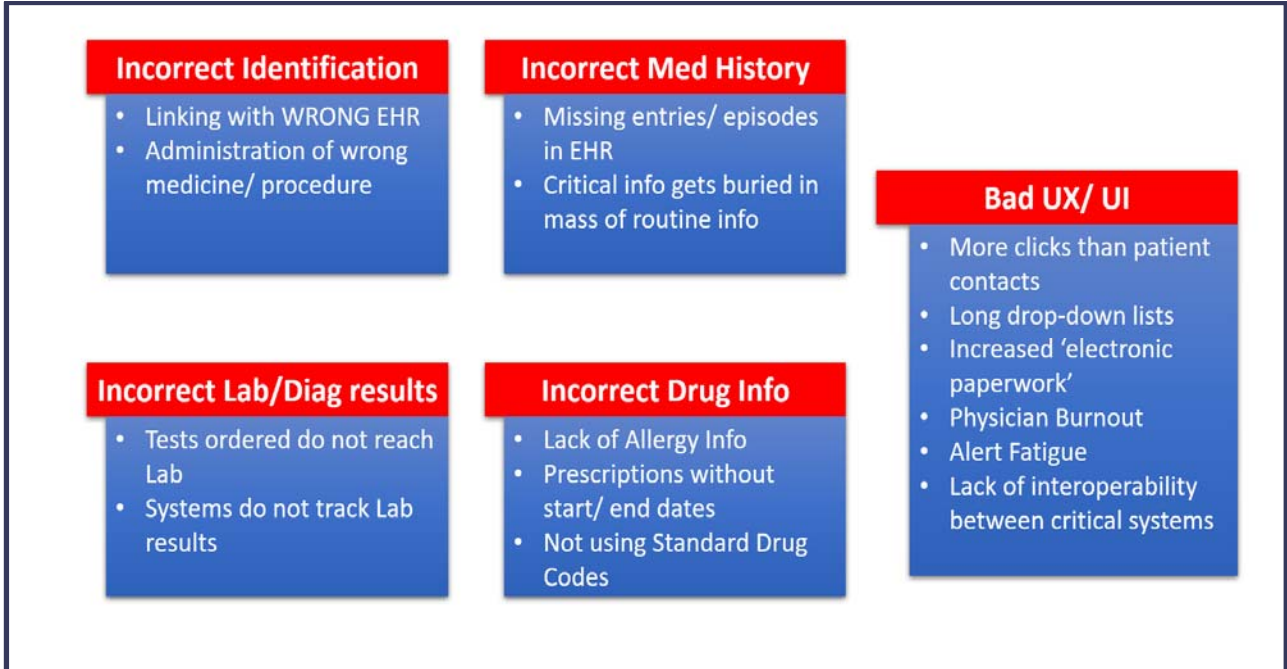 Incorrect Identification
• Linking with WRONG EHR
• Administration of wrong
medicine/ procedure
Incorrect Med History
• Missing entries/ episodes
in EHR
• Critical info gets buried in
mass of routine info
Incorrect Lab/Diag results
• Tests ordered do not reach
Lab
• Systems do not track Lab
results
Incorrect Drug Info
• Lack of Allergy Info
• Prescriptions without
start/ end dates
• Not using Standard Drug
Codes
Bad UX/ UI
• More clicks than patient
contacts
• Long drop-down lists
• Increased ‘electronic
paperwork’
• Physician Burnout
• Alert Fatigue
• Lack of interoperability
between critical systems